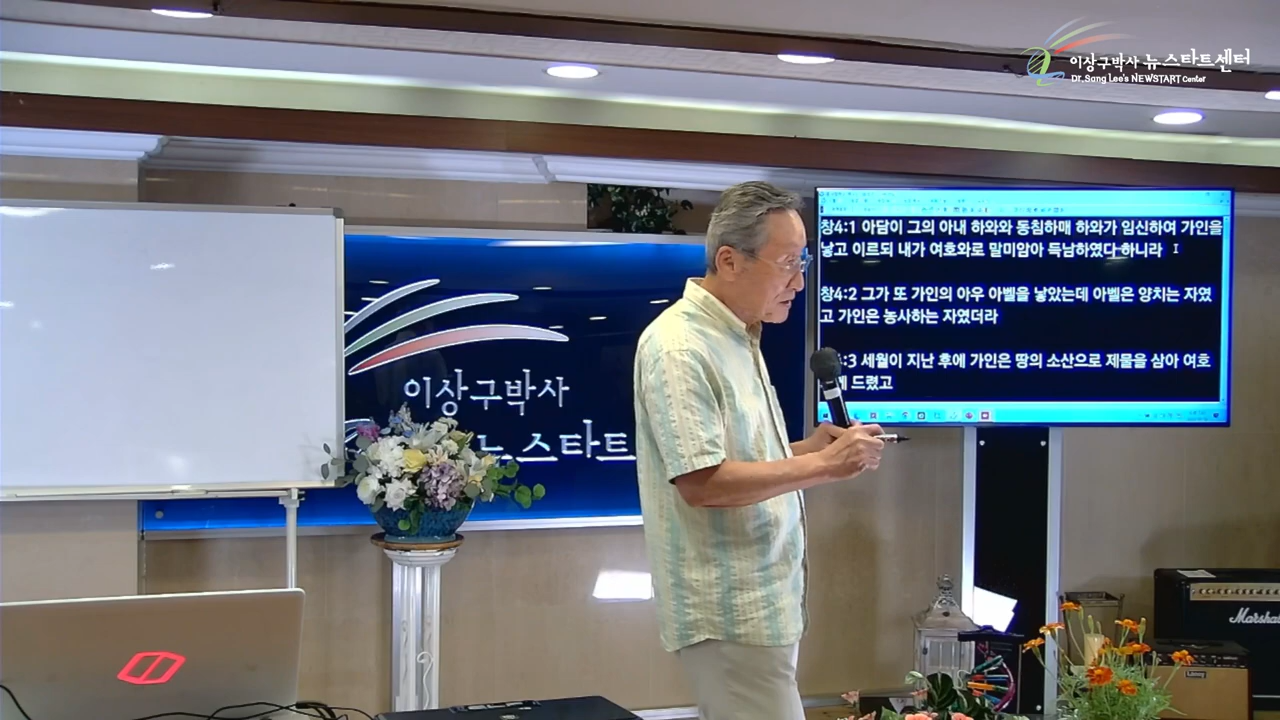 이상구박사 뉴스타트센터
Dr. Sang Lee's NEWSTART Center
창4:1 아담이 그의 아내 하와와 동침하매 하와가 임신하여 가인을
낳고 이르되 내가 여호와로 말미암아 득남하였다 하니라
창4:2 그가 또 가인의 아우 아벨을 낳았는데 아벨은 양치는 자였
고 가인은 농사하는 자였더라
:3 세월이 지난 후에 가인은 땅의 소산으로 제물을 삼아 여호
드렸고
이상구박사
뉴스타트
Marshal
Laney